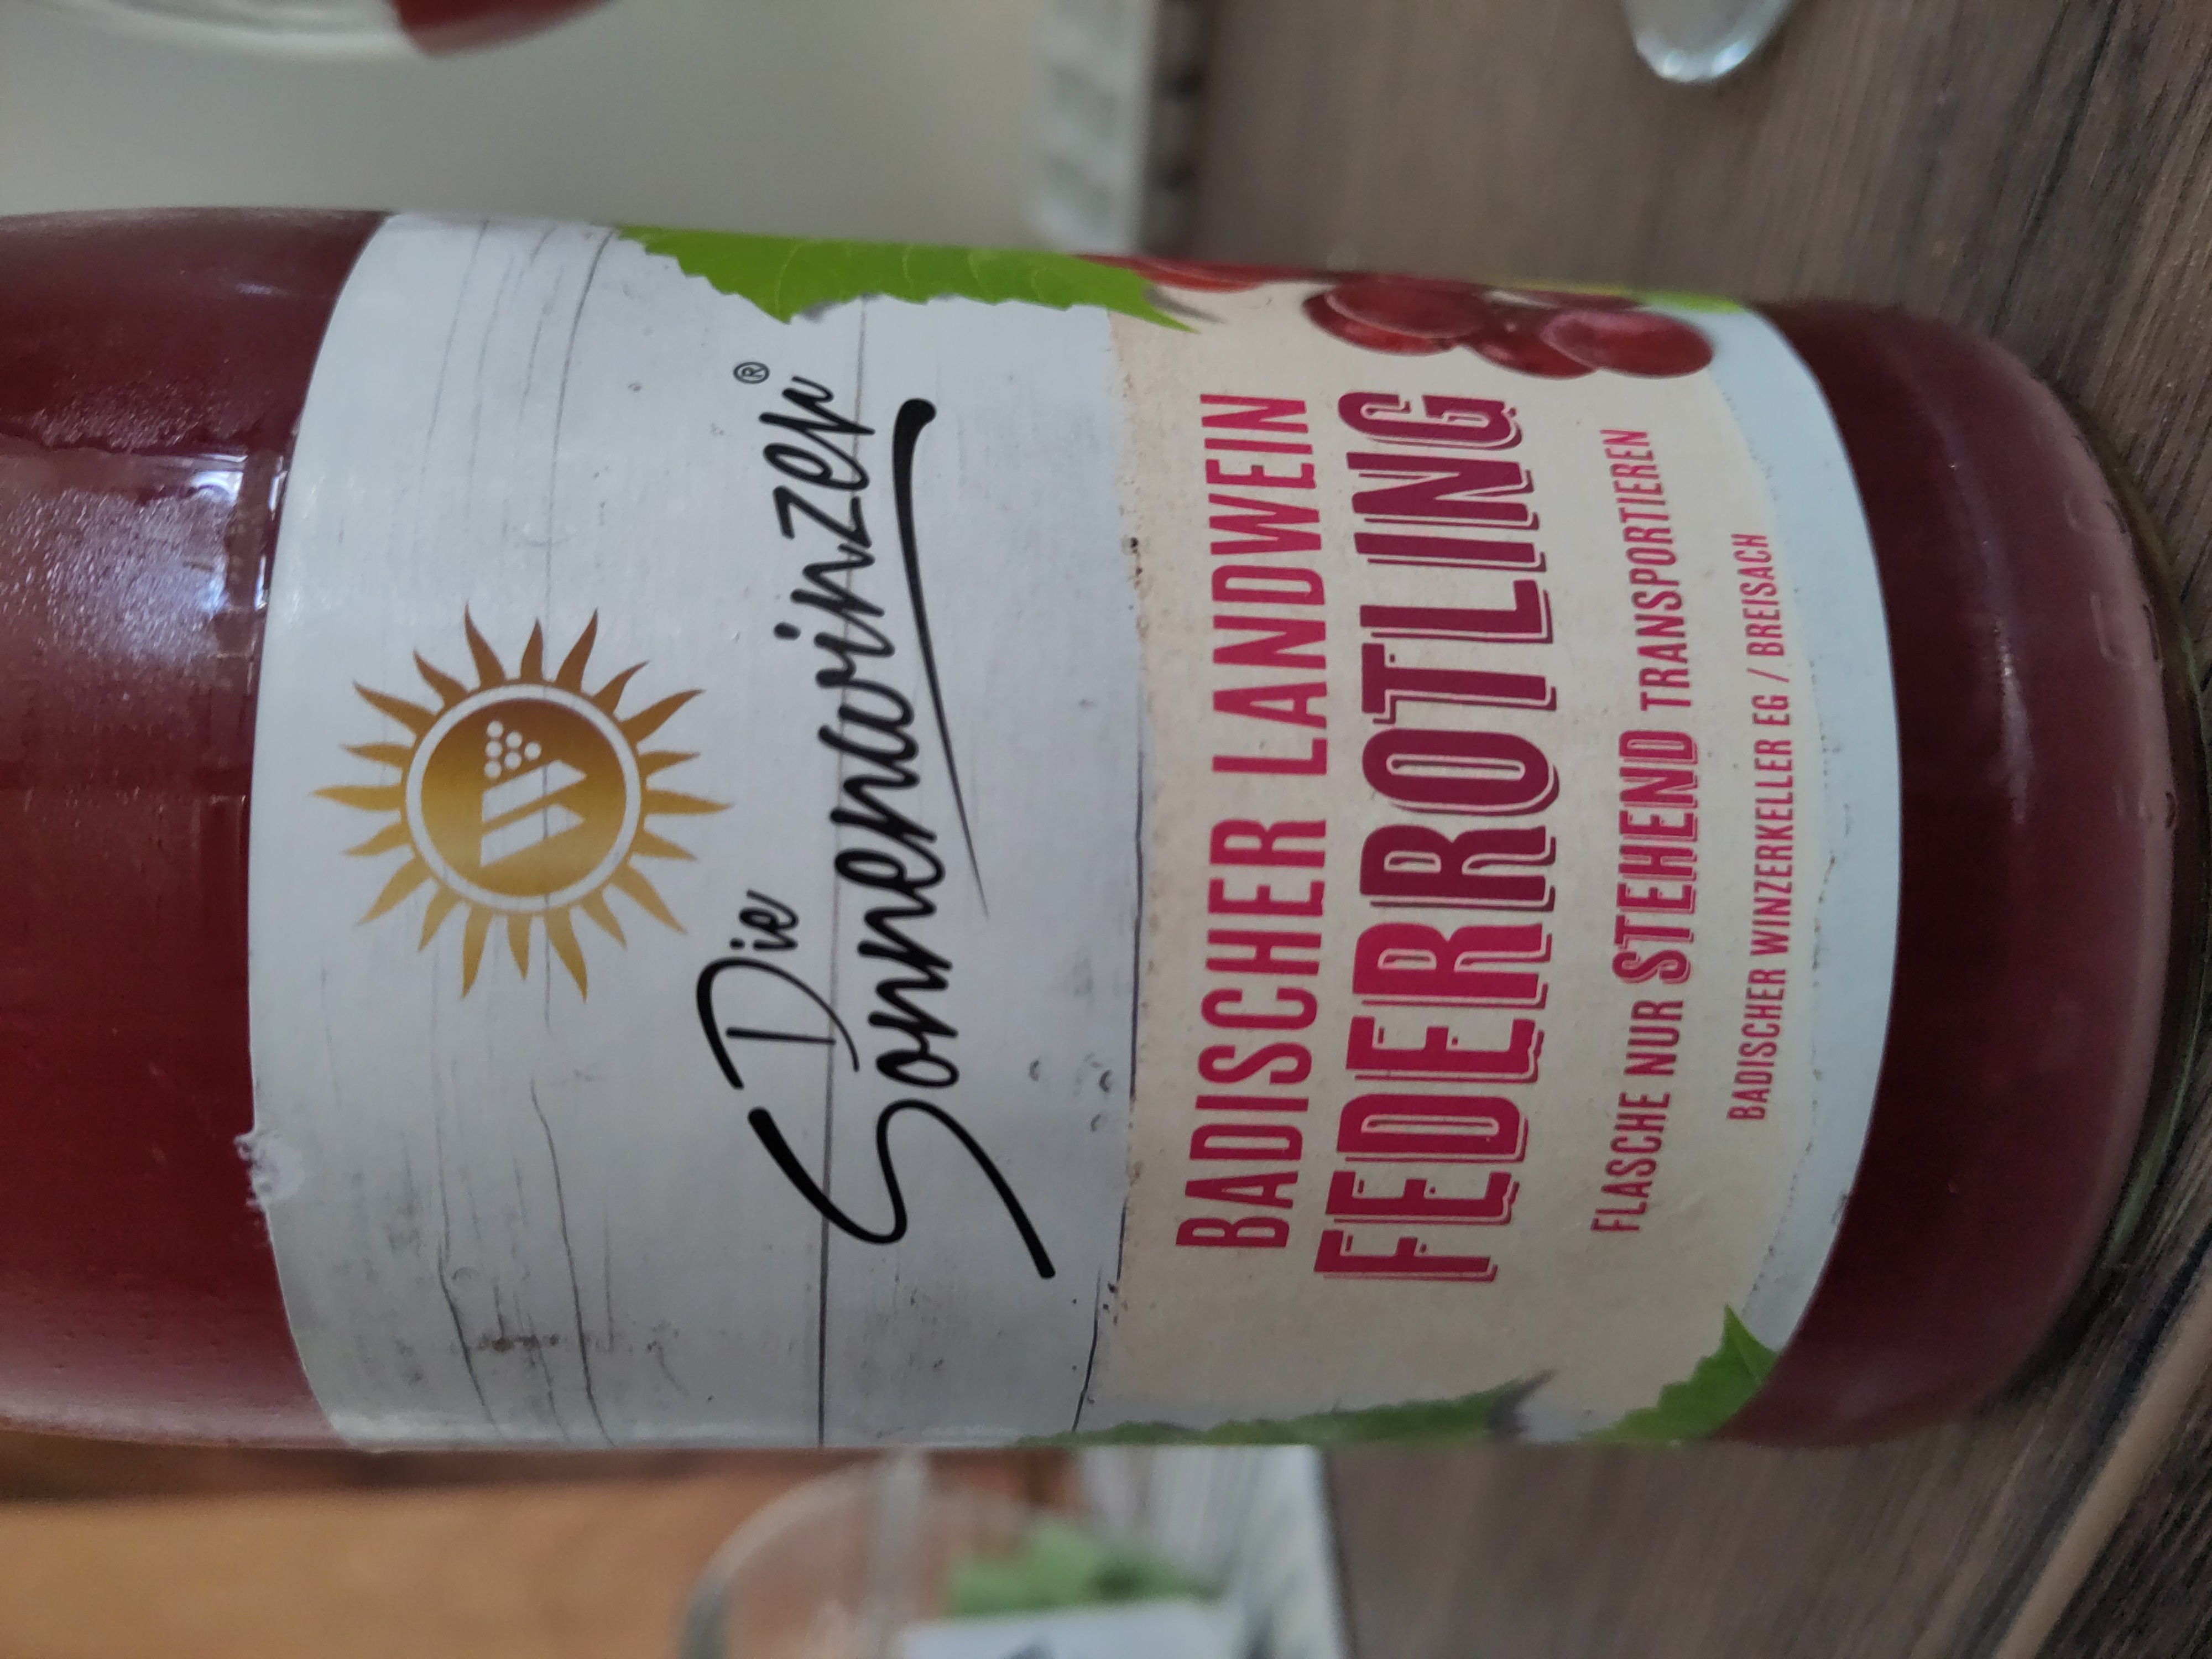 W
Die
Sonnenwinzer®
BADISCHER LANDWEIN
FEDERROTLING
FLASCHE NUR STEHEND TRANSPORTIEREN
BADISCHER WINZERKELLER EG / BREISACH